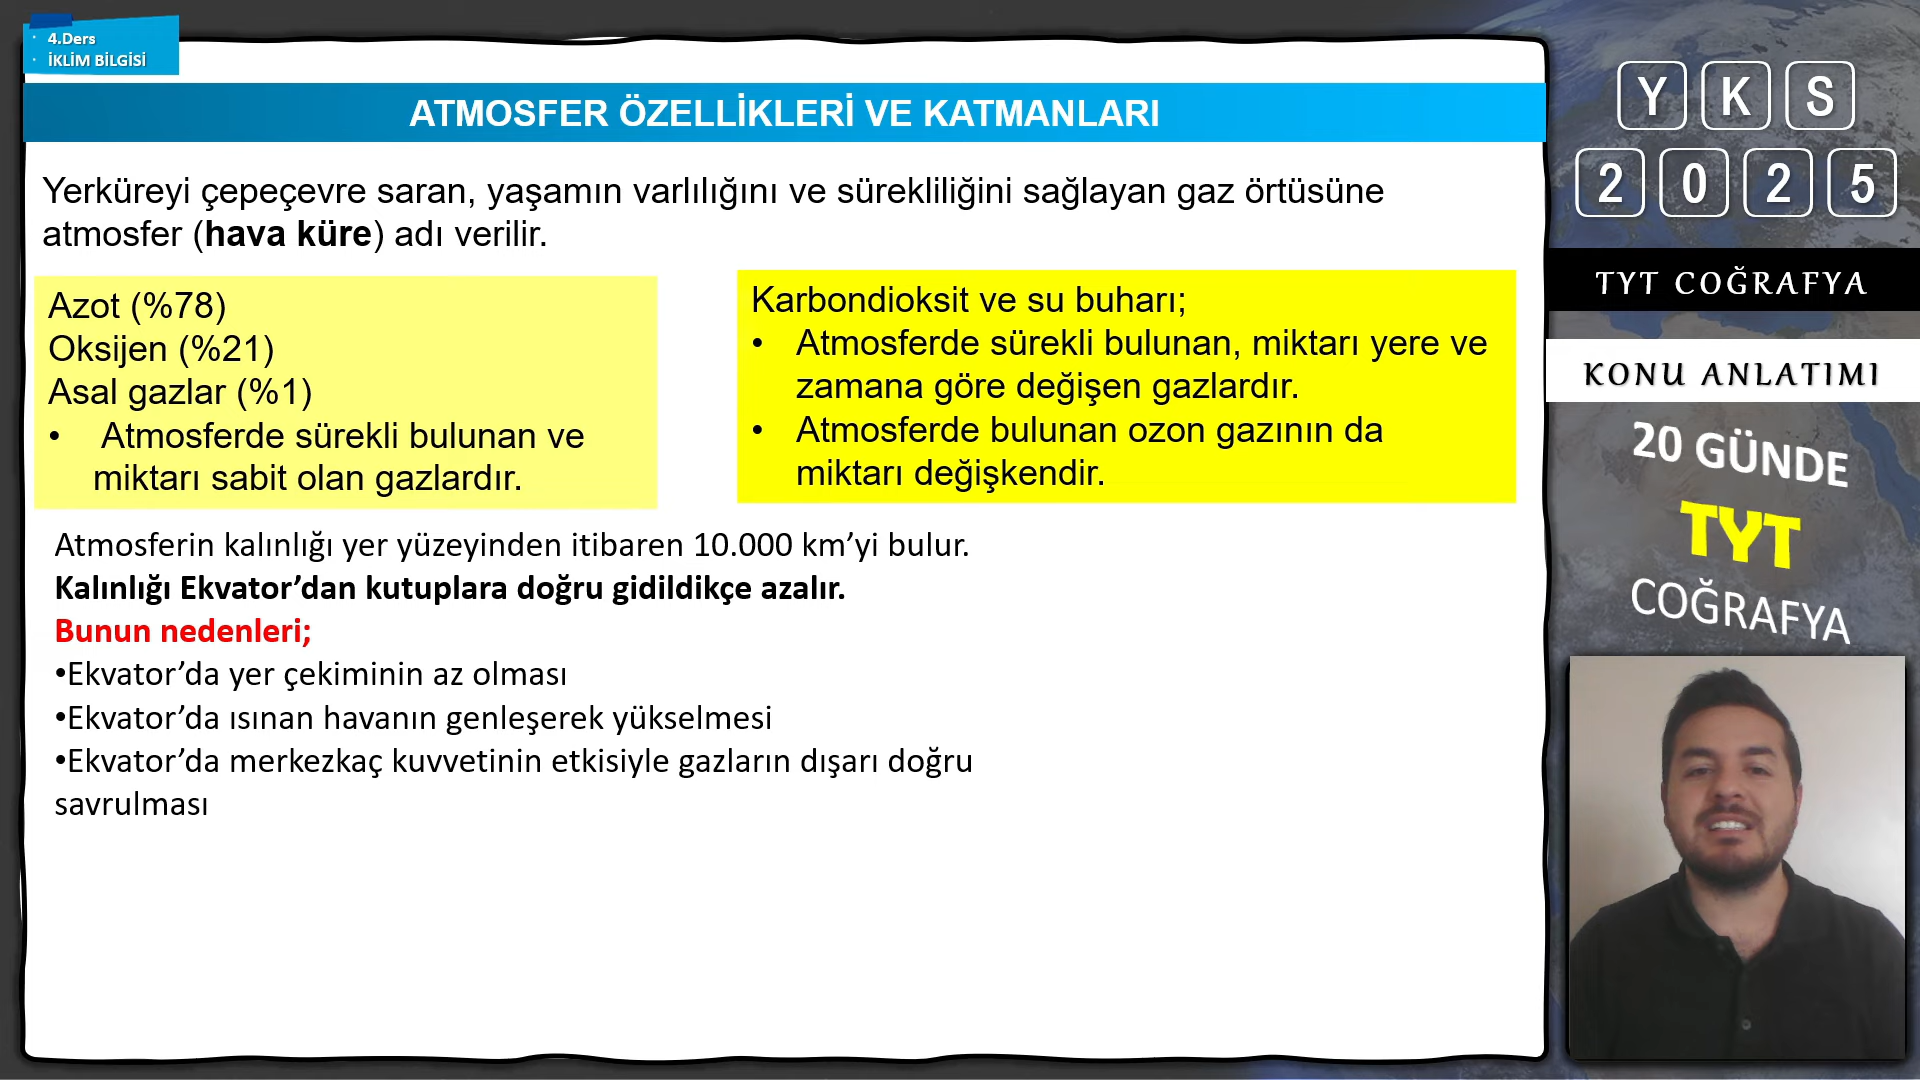 4.Ders
İKLİM BİLGİSİ
ATMOSFER ÖZELLİKLERİ VE KATMANLARI
Yerküreyi çepeçevre saran, yaşamın varlılığını ve sürekliliğini sağlayan gaz örtüsüne
atmosfer (hava küre) adı verilir.
Azot (%78)
Oksijen (%21)
Asal gazlar (%1)
• Atmosferde sürekli bulunan ve
miktarı sabit olan gazlardır.
Karbondioksit ve su buharı;
• Atmosferde sürekli bulunan, miktarı yere ve
zamana göre değişen gazlardır.
• Atmosferde bulunan ozon gazının da
miktarı değişkendir.
Atmosferin kalınlığı yer yüzeyinden itibaren 10.000 km’yi bulur.
Kalınlığı Ekvator’dan kutuplara doğru gidildikçe azalır.
Bunun nedenleri;
•Ekvator’da yer çekiminin az olması
•Ekvator’da ısınan havanın genleşerek yükselmesi
•Ekvator’da merkezkaç kuvvetinin etkisiyle gazların dışarı doğru
savrulması
YKS
2025
TYT COĞRAFYA
KONU ANLATIMI
20 GÜNDE
TYT
COĞRAFYA